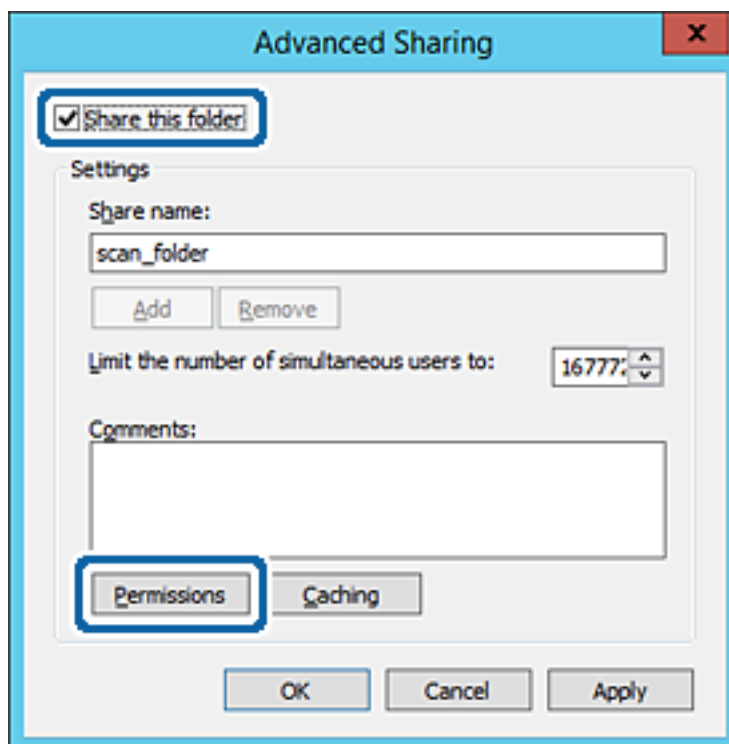 Advanced Sharing
x
Share this folder
Settings
Share name:
scan_folder
Add Remove
Limit the number of simultaneous users to:
Comments:
Permissions Caching
OK Cancel Apply